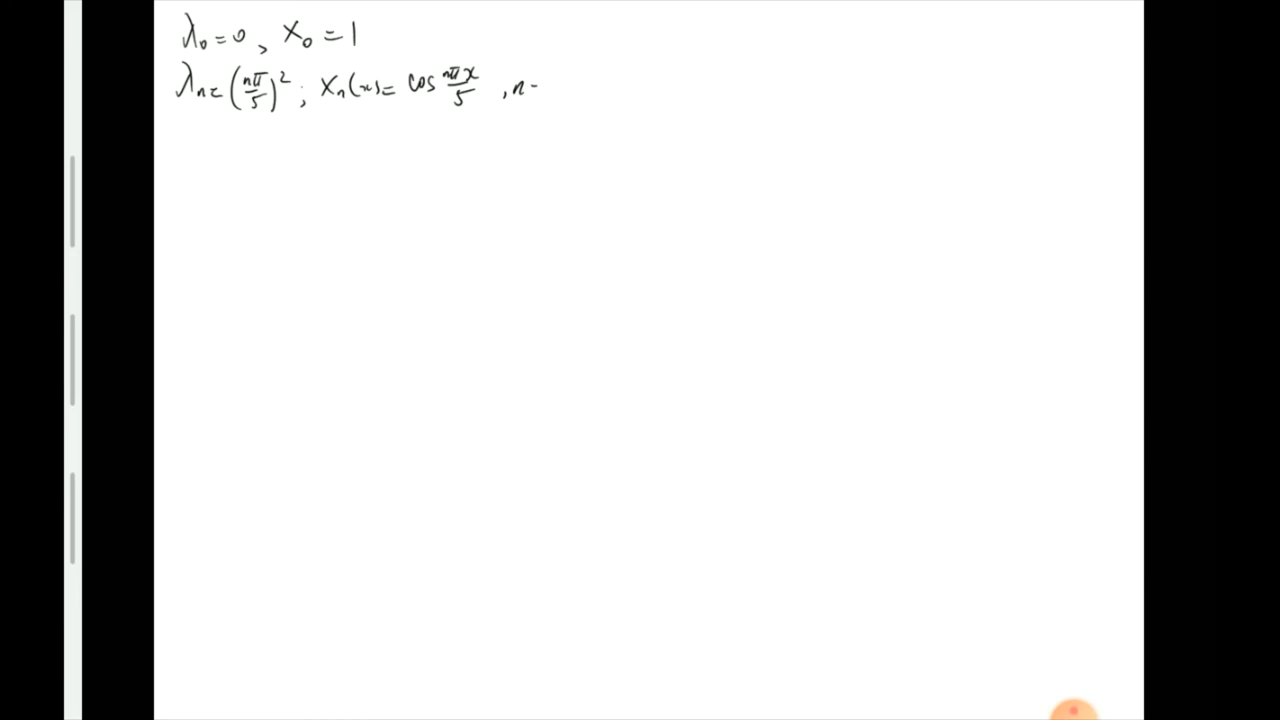 λ₀ = 0 , X₀ = 1
λₙ = (nπ/5)² ; Xₙ(x) = cos nπx/5 , n -